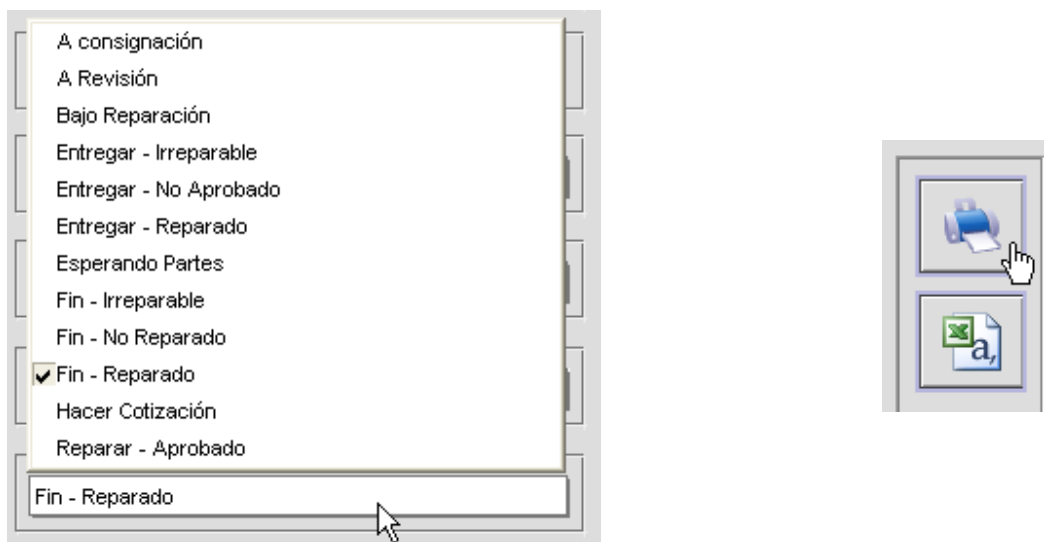 A consignación
A Revisión
Bajo Reparación
Entregar - Irreparable
Entregar - No Aprobado
Entregar - Reparado
Esperando Partes
Fin - Irreparable
Fin - No Reparado
Fin - Reparado
Hacer Cotización
Reparar - Aprobado
Fin - Reparado
a,